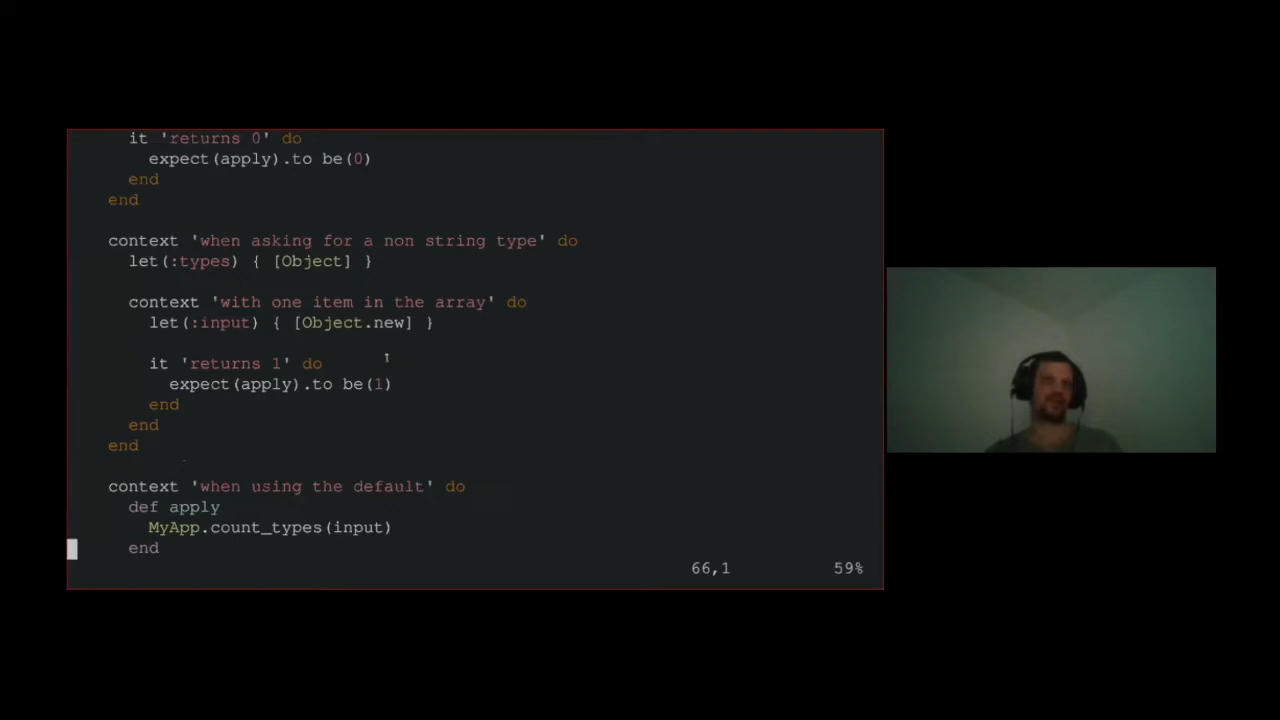 it 'returns 0' do
expect(apply).to be(0)
end
end
context 'when asking for a non string type' do
let(:types) { [Object] }
context 'with one item in the array' do
let(:input) { [Object.new] }
it 'returns 1' do
expect(apply).to be(1)
end
end
end
context 'when using the default' do
def apply
MyApp.count_types(input)
end
66,1 59%